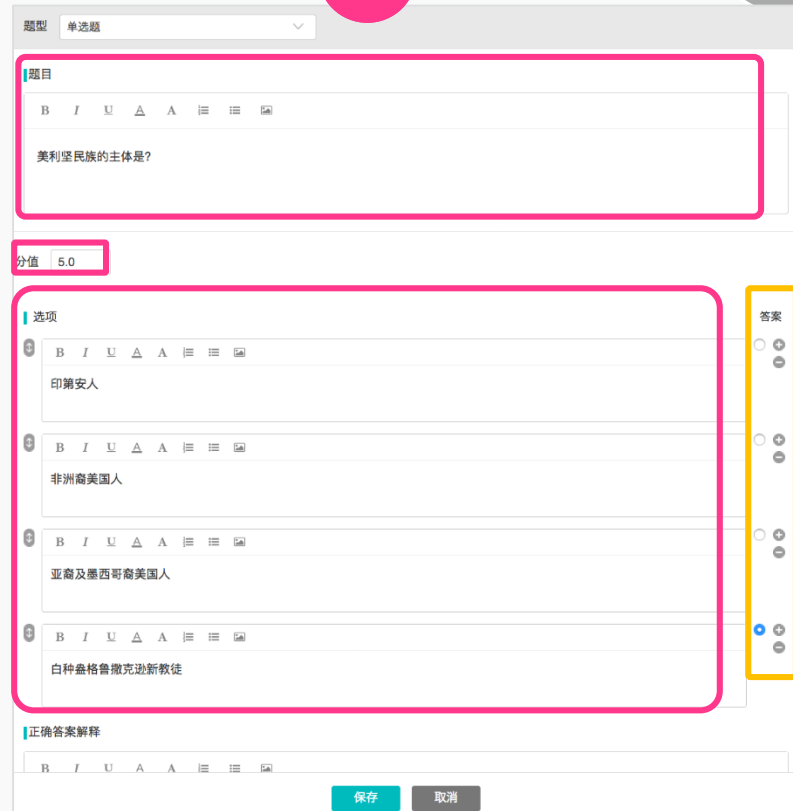 题型 单选题
题目
B I U A A
美利坚民族的主体是?
分值 5.0
选项 答案
B I U A A
印第安人
B I U A A
非洲裔美国人
B I U A A
亚裔及墨西哥裔美国人
B I U A A
白种盎格鲁撒克逊新教徒
正确答案解释
B I U A A
保存 取消